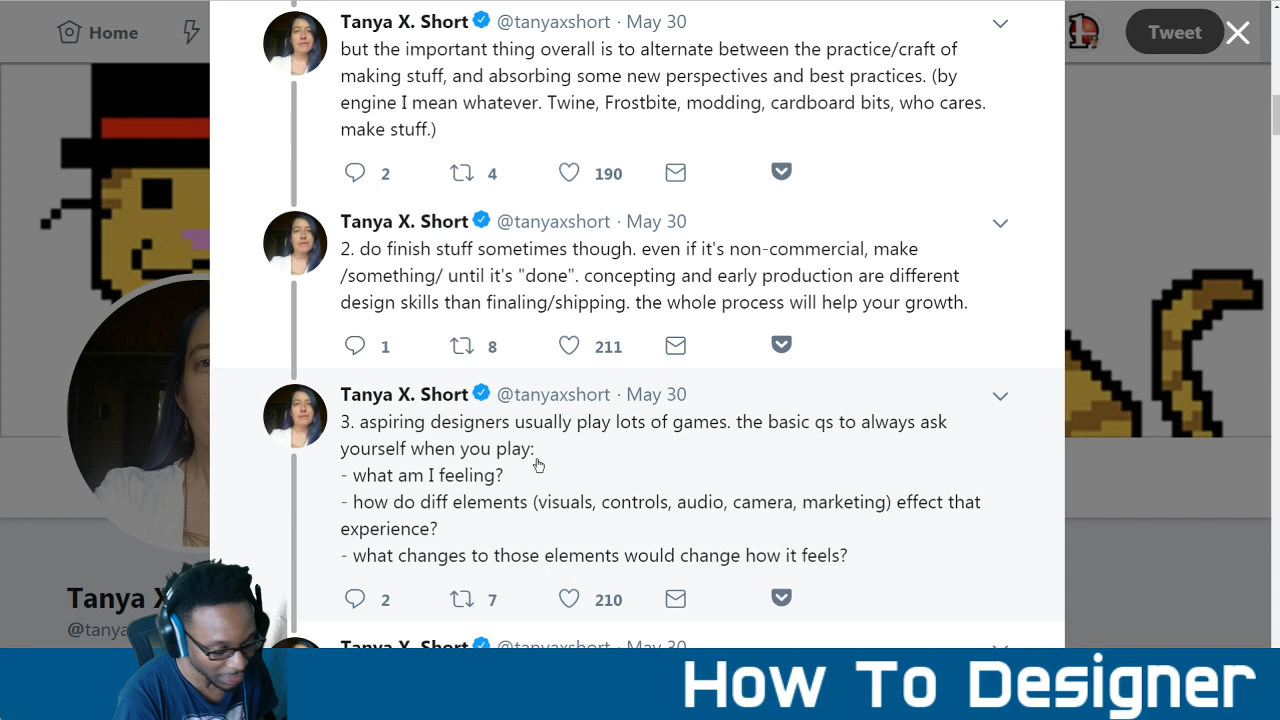 Home
Tweet
Tanya X. Short @tanyaxshort · May 30
but the important thing overall is to alternate between the practice/craft of
making stuff, and absorbing some new perspectives and best practices. (by
engine I mean whatever. Twine, Frostbite, modding, cardboard bits, who cares.
make stuff.)
2 4 190
Tanya X. Short @tanyaxshort · May 30
2. do finish stuff sometimes though. even if it's non-commercial, make
/something/ until it's "done". concepting and early production are different
design skills than finaling/shipping. the whole process will help your growth.
1 8 211
Tanya X. Short @tanyaxshort · May 30
3. aspiring designers usually play lots of games. the basic qs to always ask
yourself when you play:
- what am I feeling?
- how do diff elements (visuals, controls, audio, camera, marketing) effect that
experience?
- what changes to those elements would change how it feels?
2 7 210
Tanya X
@tanya
Tanya X. Short @tanyaxshort · May 30
How To Designer